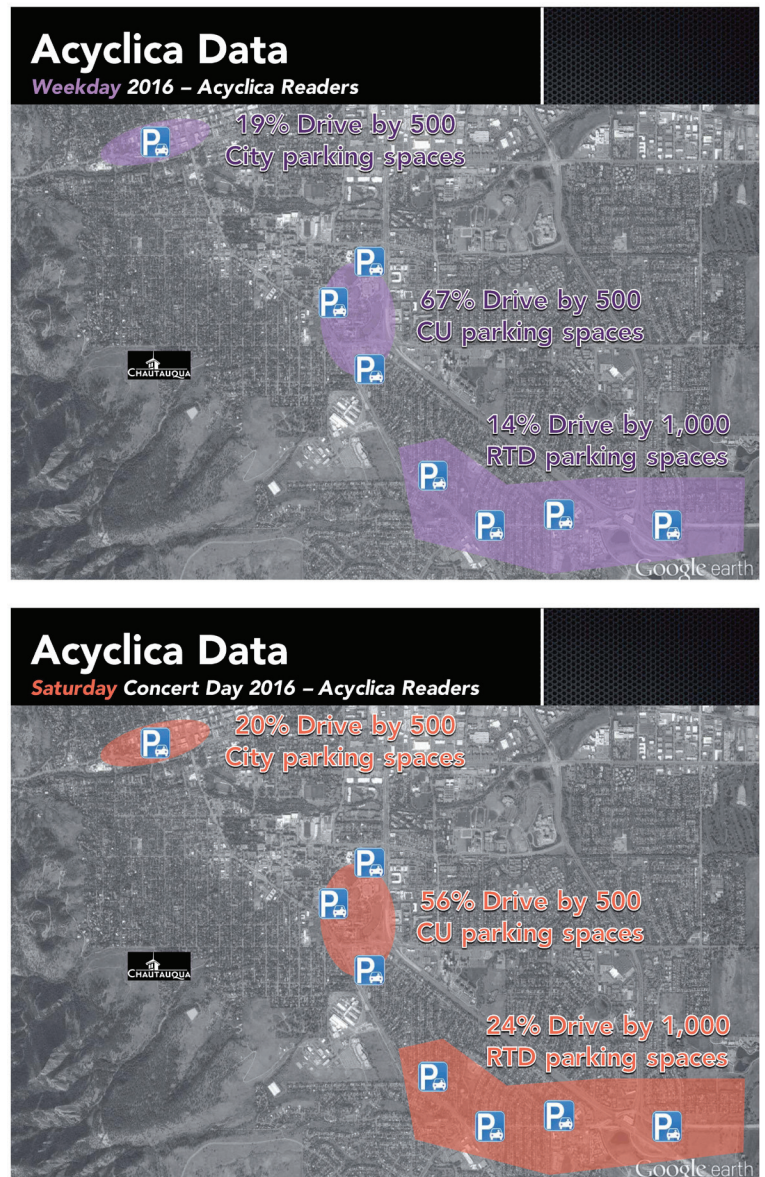 Acyclica Data
Weekday 2016 – Acyclica Readers
19% Drive by 500
City parking spaces
P
P
P
67% Drive by 500
CU parking spaces
CHAUTAUQUA
P
14% Drive by 1,000
RTD parking spaces
P
P
P
P
Google earth
Acyclica Data
Saturday Concert Day 2016 – Acyclica Readers
20% Drive by 500
City parking spaces
P
P
P
56% Drive by 500
CU parking spaces
CHAUTAUQUA
P
24% Drive by 1,000
RTD parking spaces
P
P
P
P
Google earth